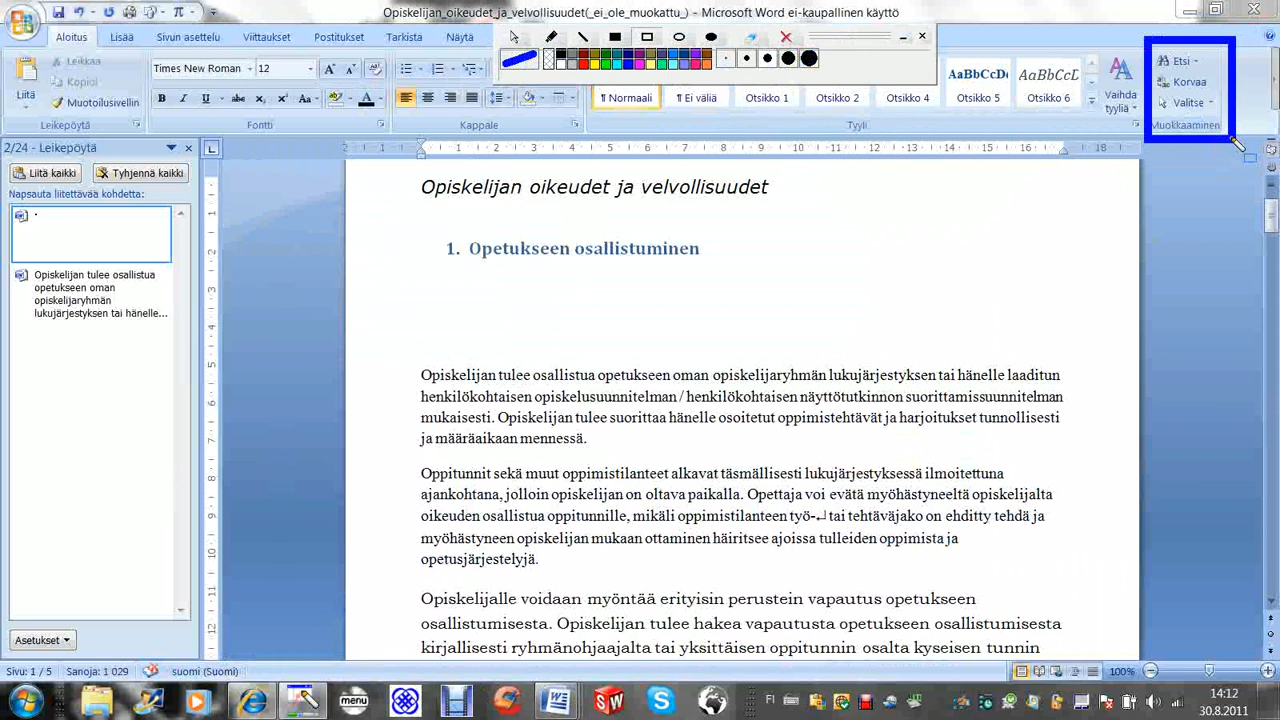 Opiskelijan_oikeudet_ja_velvollisuudet(_ei_ole_muokattu_) - Microsoft Word ei-kaupallinen käyttö
Aloitus Lisää Sivun asettelu Viittaukset Postitukset Tarkista Näytä
Leikkaa
Kopioi
Muotoilusivellin
Liitä
Leikepöytä
Times New Roman 12
Fontti
Kappale
¶ Normaali
¶ Ei väliä
Otsikko 1
Otsikko 2
Otsikko 4
AaBbCcDd
Otsikko 5
AaBbCcD
Otsikko 6
Vaihda
tyyliä
Tyyli
Etsi
Korvaa
Valitse
Muokkaaminen
2/24 - Leikepöytä
Liitä kaikki
Tyhjennä kaikki
Napsauta liitettävää kohdetta:
Opiskelijan tulee osallistua
opetukseen oman
opiskelijaryhmän
lukujärjestyksen tai hänelle...
Asetukset
Opiskelijan oikeudet ja velvollisuudet
1. Opetukseen osallistuminen
Opiskelijan tulee osallistua opetukseen oman opiskelijaryhmän lukujärjestyksen tai hänelle laaditun
henkilökohtaisen opiskelusuunnitelman / henkilökohtaisen näyttötutkinnon suorittamissuunnitelman
mukaisesti. Opiskelijan tulee suorittaa hänelle osoitetut oppimistehtävät ja harjoitukset tunnollisesti
ja määräaikaan mennessä.
Oppitunnit sekä muut oppimistilanteet alkavat täsmällisesti lukujärjestyksessä ilmoitettuna
ajankohtana, jolloin opiskelijan on oltava paikalla. Opettaja voi evätä myöhästyneeltä opiskelijalta
oikeuden osallistua oppitunnille, mikäli oppimistilanteen työ-↵ tai tehtäväjako on ehditty tehdä ja
myöhästyneen opiskelijan mukaan ottaminen häiritsee ajoissa tulleiden oppimista ja
opetusjärjestelyjä.
Opiskelijalle voidaan myöntää erityisin perustein vapautus opetukseen
osallistumisesta. Opiskelijan tulee hakea vapautusta opetukseen osallistumisesta
kirjallisesti ryhmänohjaajalta tai yksittäisen oppitunnin osalta kyseisen tunnin
Sivu: 1 / 5 Sanoja: 1 029 suomi (Suomi) 100%
menu
FI
14:12
30.8.2011